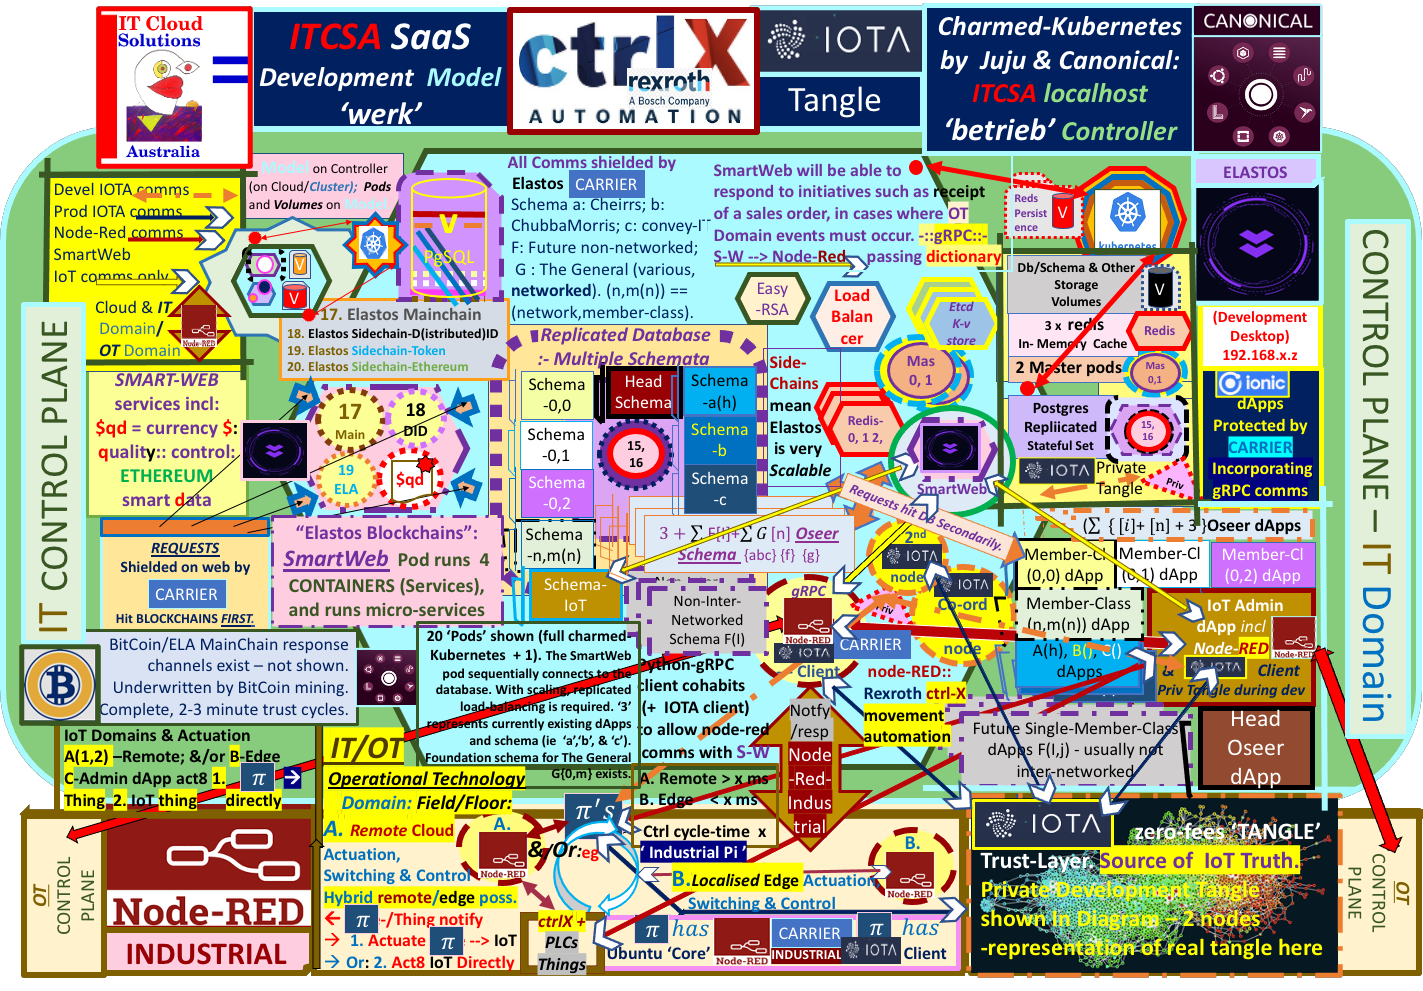 IT Cloud
Solutions
Australia
ITCSA SaaS
Development Model
‘werk’
ctrlX
rexroth
A Bosch Company
AUTOMATION
IOTA
Tangle
Charmed-Kubernetes
by Juju & Canonical:
ITCSA localhost
‘betrieb’ Controller
CANONICAL
Devel IOTA comms
Prod IOTA comms
Node-Red comms
SmartWeb
IoT comms only
Cloud & IT
Domain/
OT Domain
Node-RED
Model on Controller
(on Cloud/Cluster); Pods
and Volumes on Model
V
V
V
PgSQL
All Comms shielded by
Elastos CARRIER
Schema a: Cheirrs; b:
ChubbaMorris; c: convey-IT
F: Future non-networked;
G : The General (various,
networked). (n,m(n)) ==
(network,member-class).
SmartWeb will be able to
respond to initiatives such as receipt
of a sales order, in cases where OT
Domain events must occur. -::gRPC::-
S-W --> Node-Red passing dictionary
Reds
Persist
ence
V
kubernetes
ELASTOS
Easy
-RSA
Load
Balan
cer
Etcd
K-v
store
Mas
0, 1
Redis-
0, 1 2,
Db/Schema & Other
Storage
Volumes
V
3 x redis
In- Memory Cache
Redis
2 Master pods
Mas
0,1
Postgres
Repliicated
Stateful Set
15,
16
IOTA Private
Tangle
Priv
(Development
Desktop)
192.168.x.z
ionic
dApps
Protected by
CARRIER
Incorporating
gRPC comms
17. Elastos Mainchain
18. Elastos Sidechain-D(istributed)ID
19. Elastos Sidechain-Token
20. Elastos Sidechain-Ethereum
17
Main
18
DID
19
ELA
$qd
SMART-WEB
services incl:
$qd = currency $:
quality:: control:
ETHEREUM
smart data
REQUESTS
Shielded on web by
CARRIER
Hit BLOCKCHAINS FIRST.
“Elastos Blockchains”:
SmartWeb Pod runs 4
CONTAINERS (Services),
and runs micro-services
Replicated Database
:- Multiple Schemata
Schema
-0,0
Schema
-0,1
Schema
-0,2
Schema
-n,m(n)
Schema-
IoT
Head
Schema
15,
16
Schema
-a(h)
Schema
-b
Schema
-c
Side-
Chains
mean
Elastos
is very
Scalable
SmartWeb
Requests hit DB Secondarily.
3 + ∑ F[i]+∑ G [n] Oseer
Schema {abc} {f} {g}
Non-Inter-
Networked
Schema F(I)
gRPC
Node-RED
IOTA
Client
2nd
IOTA
node
IOTA
Co-ord
node
Priv
CARRIER
(∑ { [i]+ [n] + 3 }Oseer dApps
Member-Cl
(0,0) dApp
Member-Cl
(0,1) dApp
Member-Cl
(0,2) dApp
Member-Class
(n,m(n)) dApp
A(h), B(), C()
dApps
IoT Admin
dApp incl
Node-RED
& IOTA Client
Priv Tangle during dev
Node-RED
Future Single-Member-Class
dApps F(I,j) - usually not
inter-networked
Head
Oseer
dApp
IT CONTROL PLANE
CONTROL PLANE – IT Domain
BitCoin/ELA MainChain response
channels exist – not shown.
Underwritten by BitCoin mining.
Complete, 2-3 minute trust cycles.
20 ‘Pods’ shown (full charmed-
Kubernetes + 1). The SmartWeb
pod sequentially connects to the
database. With scaling, replicated
load-balancing is required. ‘3’
represents currently existing dApps
and schema (ie ‘a’,’b’, & ‘c’).
Foundation schema for The General
G{0,m} exists.
Python-gRPC
client cohabits
(+ IOTA client)
to allow node-red
comms with S-W
node-RED::
Rexroth ctrl-X
movement
automation
Notfy
/resp
Node
-Red-
Indus
trial
IoT Domains & Actuation
A(1,2) –Remote; &/or B-Edge
C-Admin dApp act8 1. π →
Thing 2. IoT thing directly
IT/OT
Operational Technology
Domain: Field/Floor:
A. Remote Cloud
Actuation,
Switching & Control
Hybrid remote/edge poss.
← π -/Thing notify
→ 1. Actuate π --> IoT
→ Or: 2. Act8 IoT Directly
A.
Node-RED
&/Or:eg
π's
A. Remote > x ms
B. Edge < x ms
Ctrl cycle-time x
‘ Industrial Pi ’
B.Localised Edge Actuation,
Switching & Control
B.
Node-RED
ctrlX +
PLCs
Things
π has
Ubuntu ‘Core’
Node-RED
CARRIER
INDUSTRIAL
π has
IOTA Client
OT
CONTROL
PLANE
Node-RED
INDUSTRIAL
IOTA zero-fees ‘TANGLE’
Trust-Layer. Source of IoT Truth.
Private Development Tangle
shown in Diagram – 2 nodes
-representation of real tangle here
OT
CONTROL
PLANE